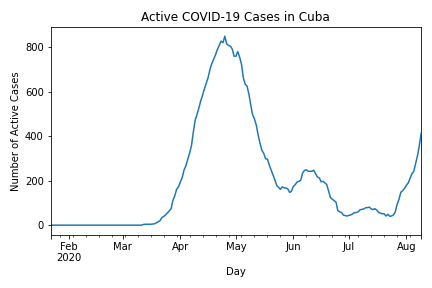 Active COVID-19 Cases in Cuba
Number of Active Cases
800
600
400
200
0
Feb Mar Apr May Jun Jul Aug
2020
Day